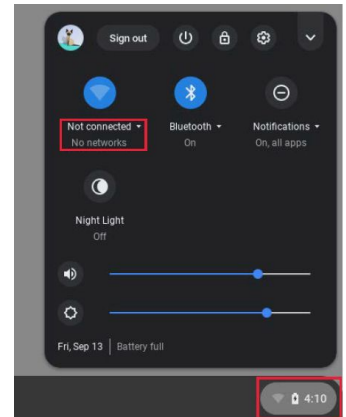 Sign out
Not connected Bluetooth Notifications
No networks On On, all apps
Night Light
Off
Fri, Sep 13 | Battery full
4:10